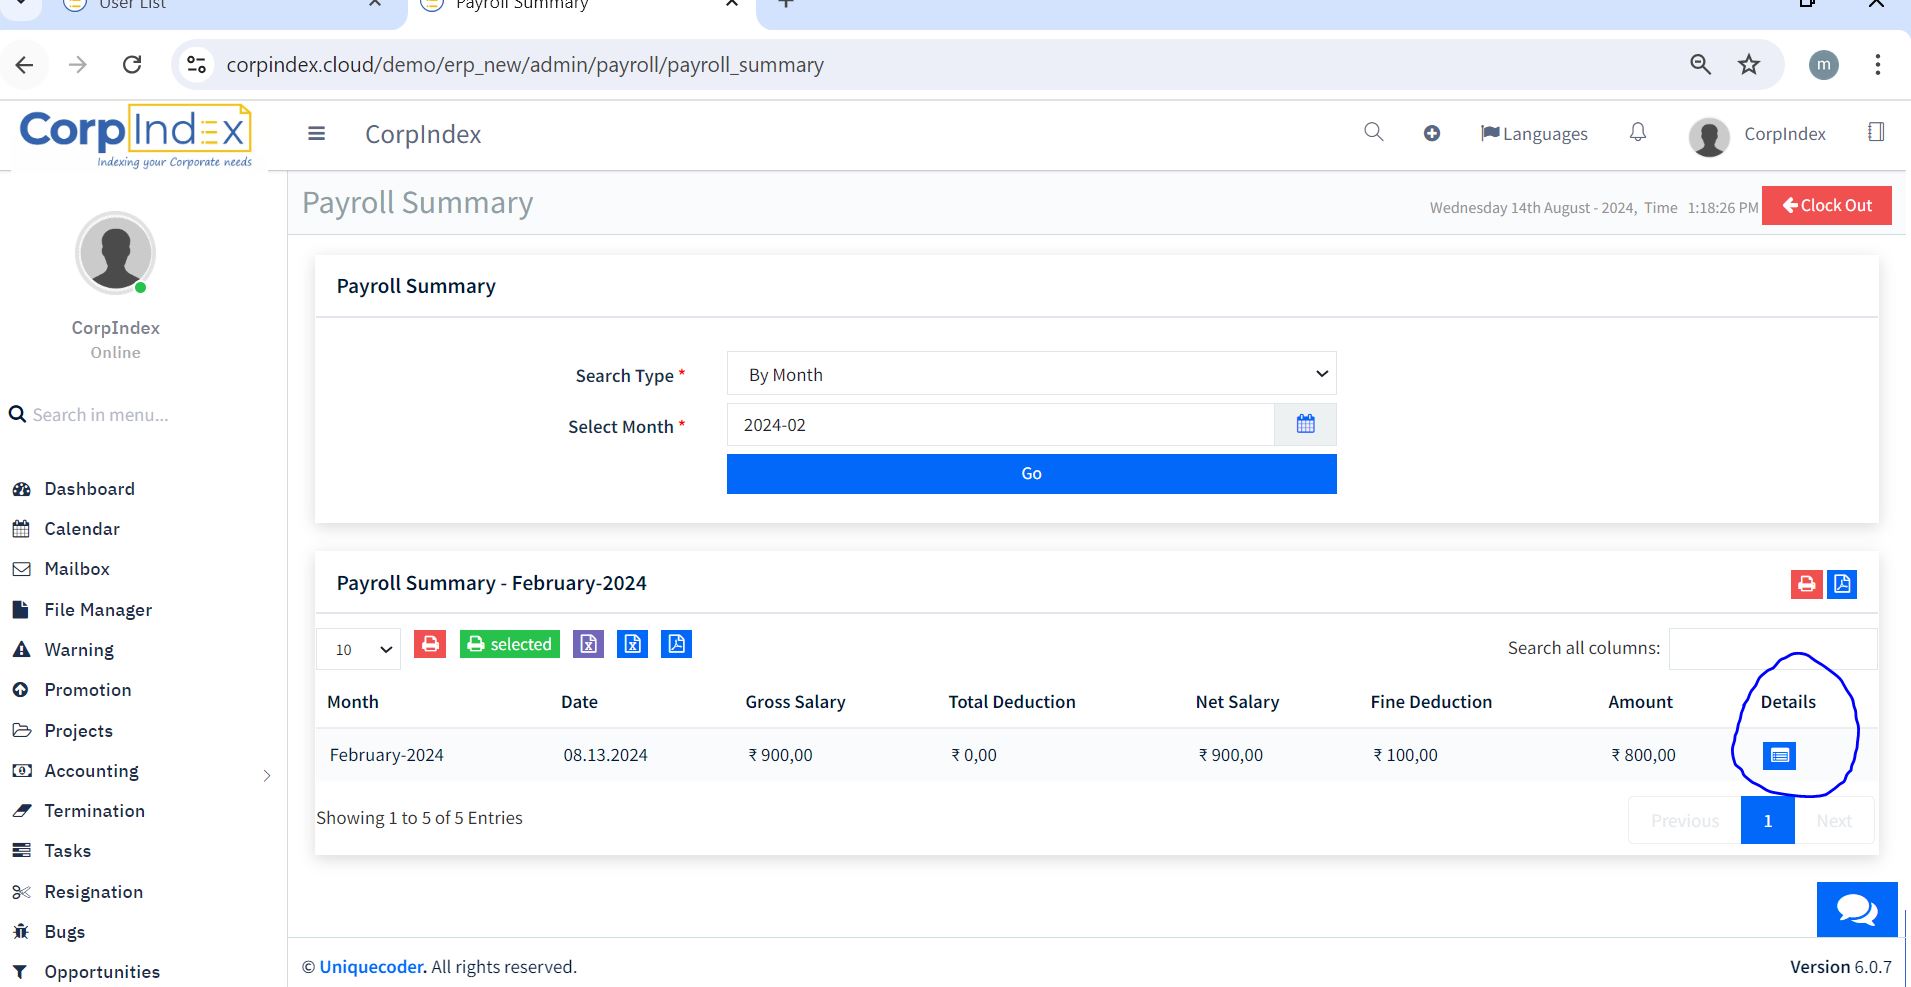 User List
Payroll Summary
corpindex.cloud/demo/erp_new/admin/payroll/payroll_summary
m
CorpIndex
Indexing your Corporate needs
CorpIndex
Languages
CorpIndex
Payroll Summary
Wednesday 14th August - 2024, Time 1:18:26 PM
Clock Out
CorpIndex
Online
Search in menu...
Dashboard
Calendar
Mailbox
File Manager
Warning
Promotion
Projects
Accounting
Termination
Tasks
Resignation
Bugs
Opportunities
Payroll Summary
Search Type *
By Month
Select Month *
2024-02
Go
Payroll Summary - February-2024
10
selected
Search all columns:
Month Date Gross Salary Total Deduction Net Salary Fine Deduction Amount Details
February-2024 08.13.2024 ₹ 900,00 ₹ 0,00 ₹ 900,00 ₹ 100,00 ₹ 800,00
Showing 1 to 5 of 5 Entries
Previous 1 Next
© Uniquecoder. All rights reserved.
Version 6.0.7